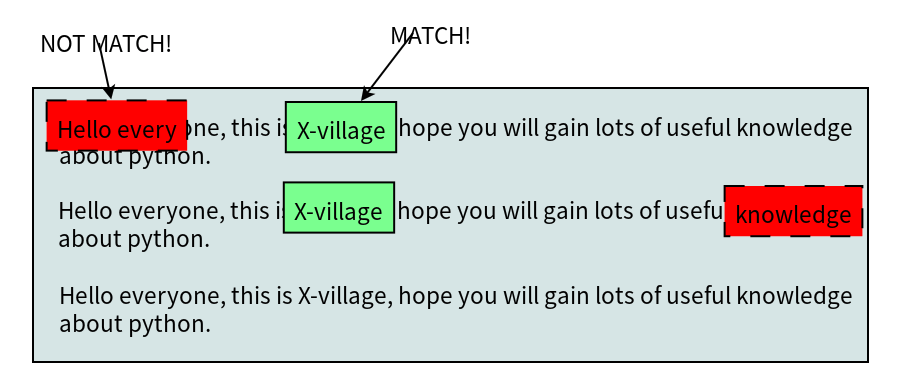 NOT MATCH!
MATCH!
Hello everyone, this is X-village hope you will gain lots of useful knowledge
about python.
Hello everyone, this is X-village hope you will gain lots of useful knowledge
about python.
Hello everyone, this is X-village, hope you will gain lots of useful knowledge
about python.